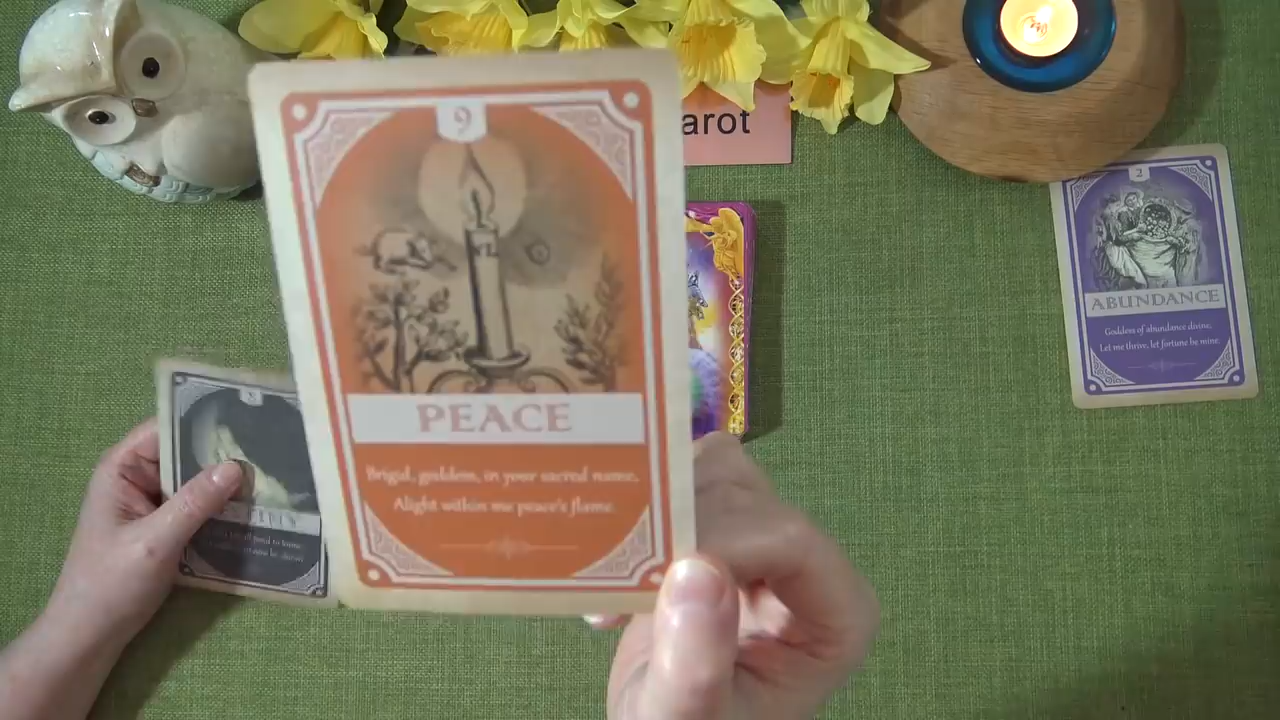 arot
9
PEACE
Brigid, goddess, in your sacred name,
Alight within me peace's flame.
2
ABUNDANCE
Goddess of abundance divine,
Let me thrive, let fortune be mine.